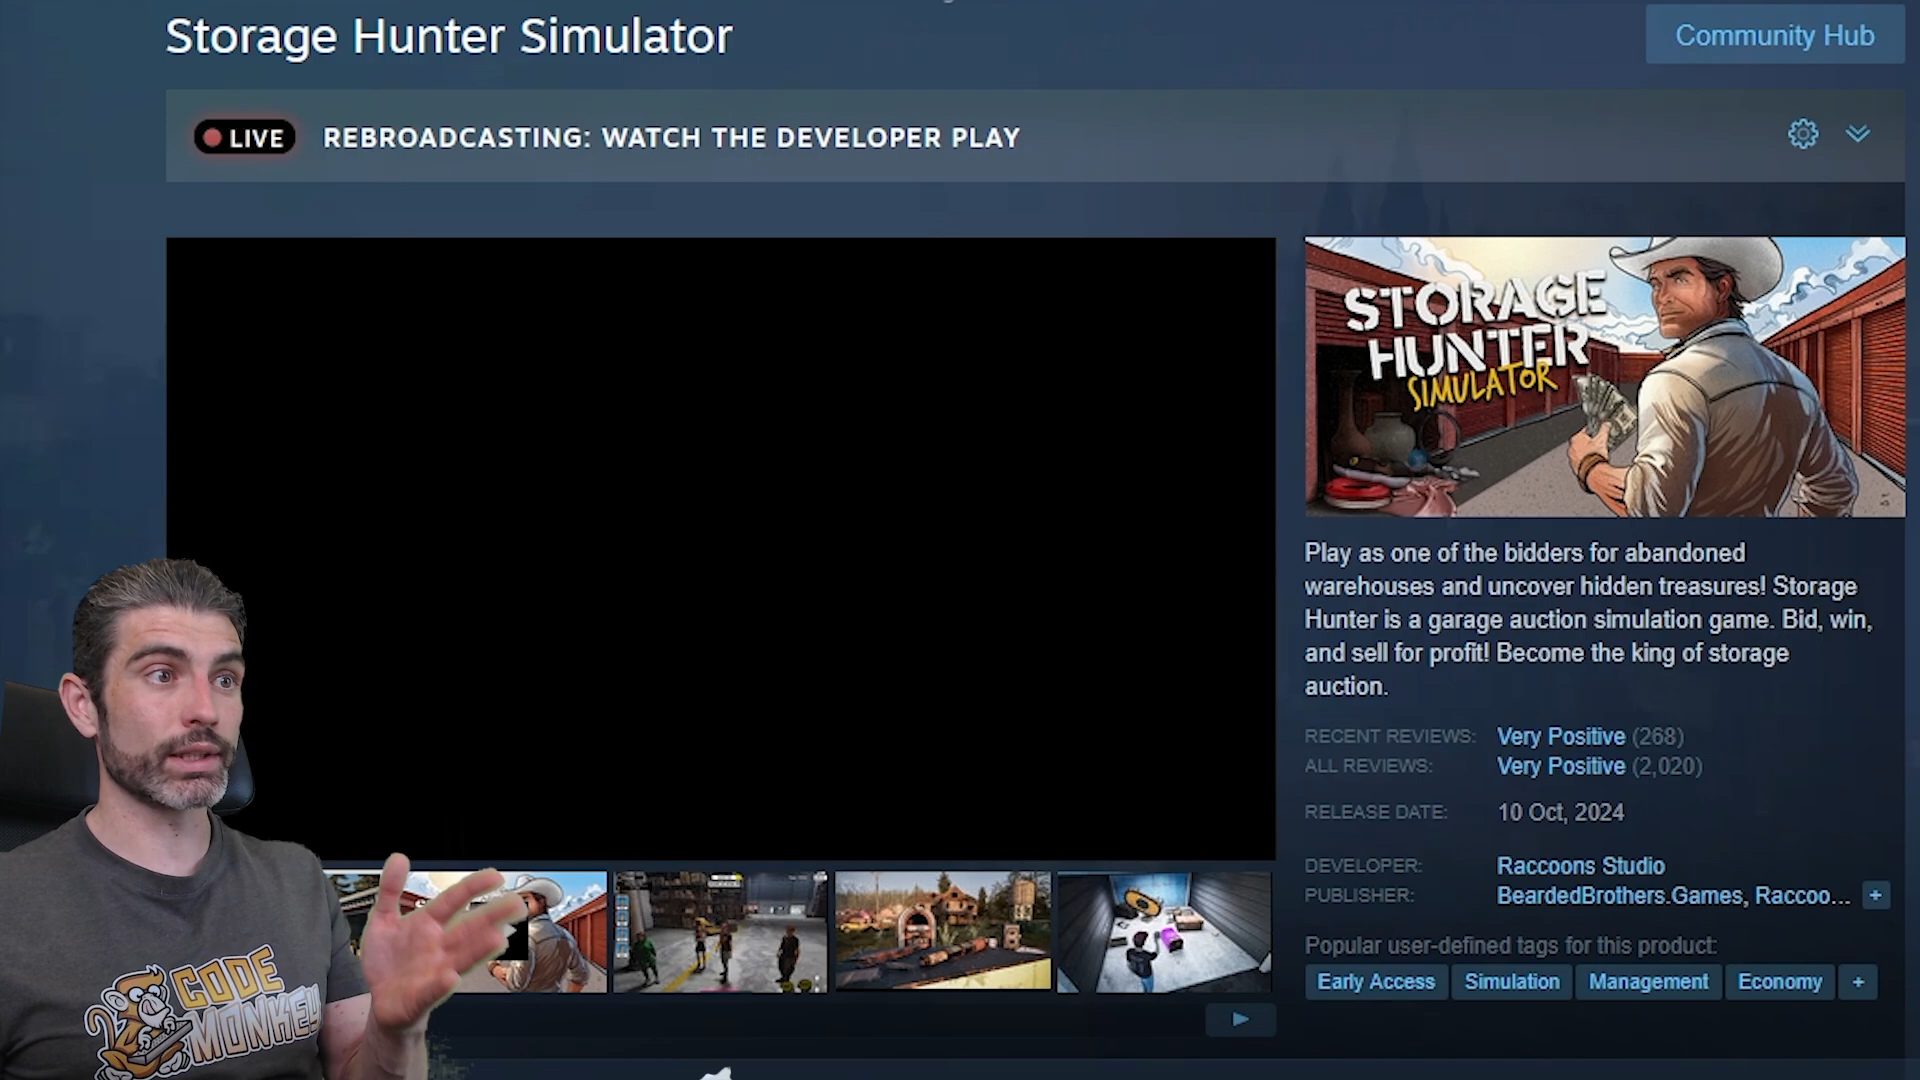 Storage Hunter Simulator
Community Hub
LIVE
REBROADCASTING: WATCH THE DEVELOPER PLAY
STORAGE
HUNTER
SIMULATOR
Play as one of the bidders for abandoned
warehouses and uncover hidden treasures! Storage
Hunter is a garage auction simulation game. Bid, win,
and sell for profit! Become the king of storage
auction.
RECENT REVIEWS: Very Positive (268)
ALL REVIEWS: Very Positive (2,020)
RELEASE DATE: 10 Oct, 2024
DEVELOPER: Raccoons Studio
PUBLISHER: BeardedBrothers.Games, Raccoo... +
Popular user-defined tags for this product:
Early Access Simulation Management Economy +
CODE
MONKEY